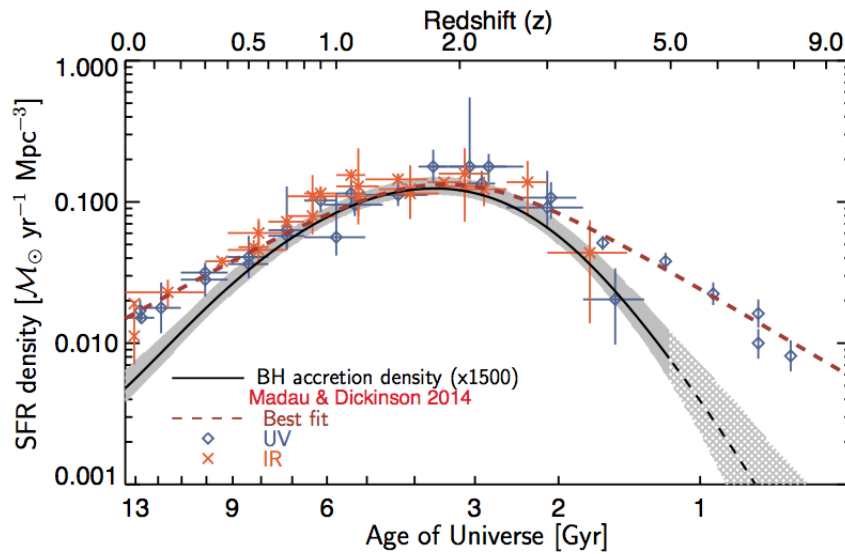 Redshift (z)
0.0 0.5 1.0 2.0 3.0 5.0 9.0
SFR density [M⊙ yr⁻¹ Mpc⁻³]
1.000
0.100
0.010
0.001
BH accretion density (x1500)
Madau & Dickinson 2014
Best fit
UV
IR
13 9 6 3 2 1
Age of Universe [Gyr]